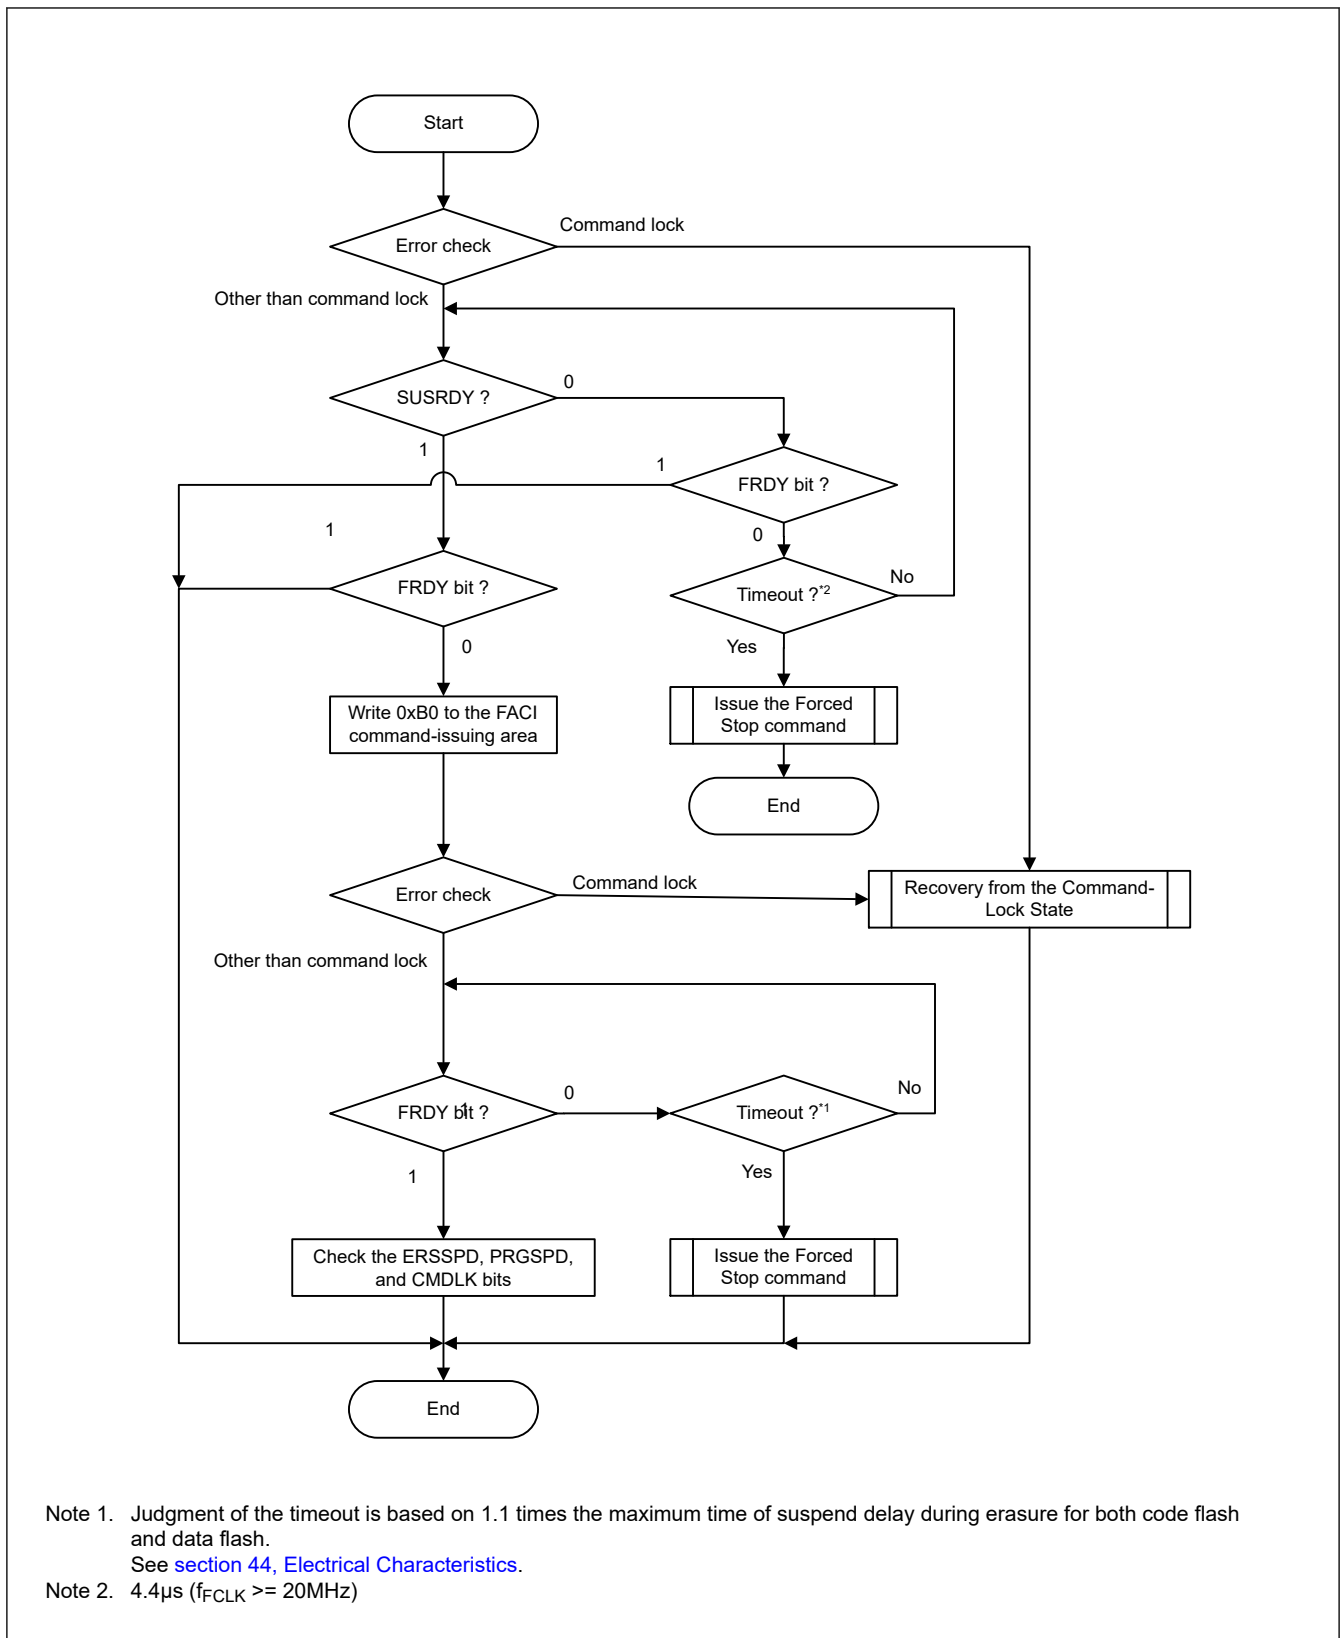 Start
Error check
Command lock
Other than command lock
SUSRDY ?
0
1
1
FRDY bit ?
1
0
FRDY bit ?
Timeout ?*2
No
0
Yes
Write 0xB0 to the FACI
command-issuing area
Issue the Forced
Stop command
End
Error check
Command lock
Recovery from the Command-
Lock State
Other than command lock
FRDY bit ?
1
0
Timeout ?*1
No
1
Yes
Check the ERSSPD, PRGSPD,
and CMDLK bits
Issue the Forced
Stop command
End
Note 1. Judgment of the timeout is based on 1.1 times the maximum time of suspend delay during erasure for both code flash
and data flash.
See section 44, Electrical Characteristics.
Note 2. 4.4µs (fFCLK >= 20MHz)